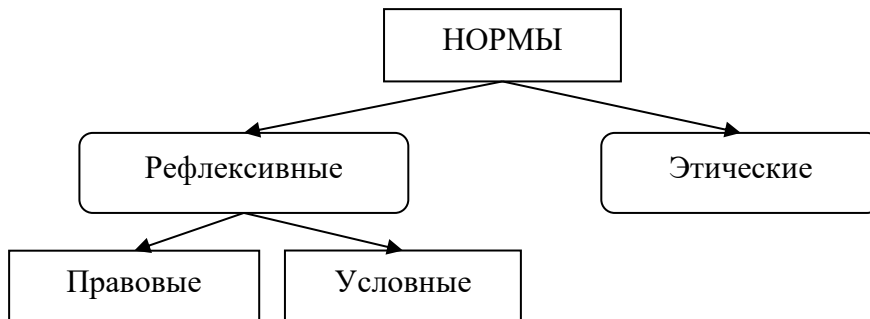 НОРМЫ
Рефлексивные
Этические
Правовые
Условные